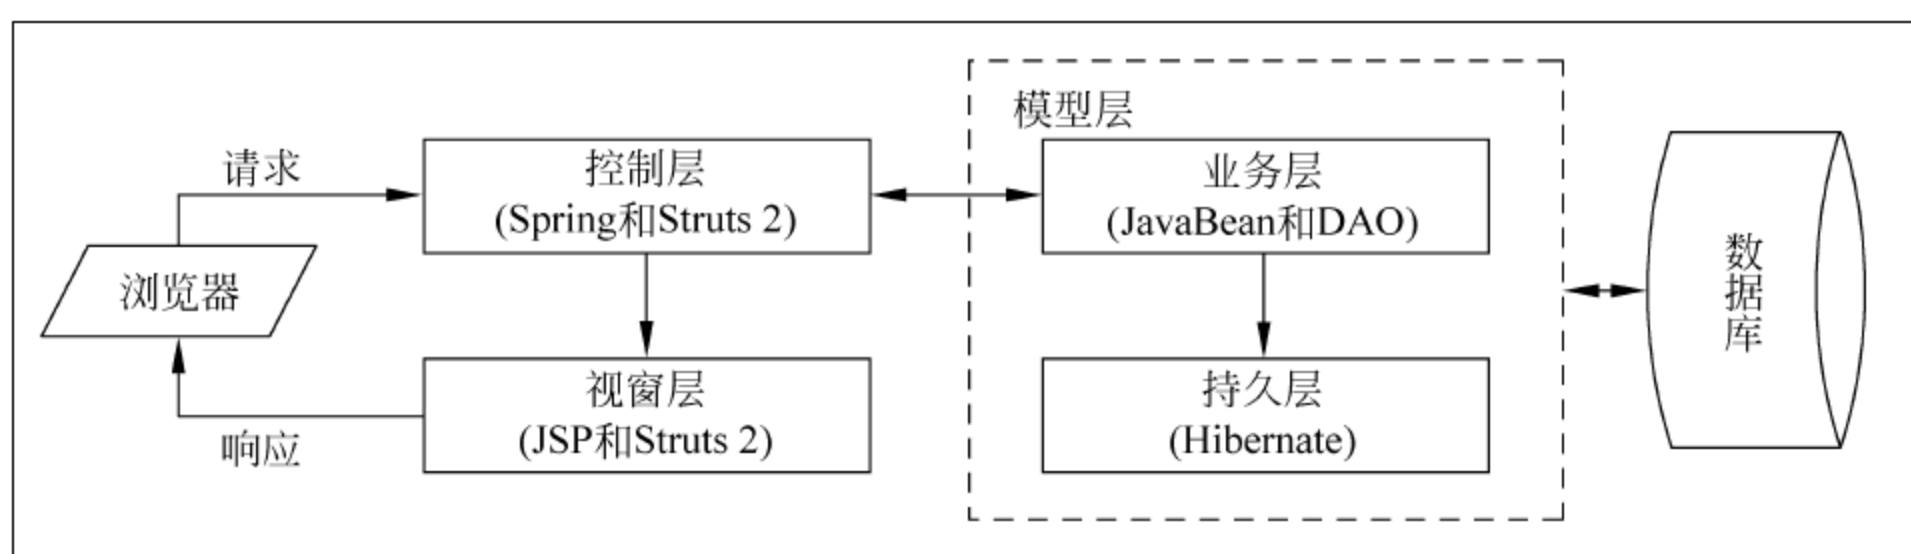 请求
控制层
(Spring和Struts 2)
浏览器
视窗层
(JSP和Struts 2)
响应
模型层
业务层
(JavaBean和DAO)
持久层
(Hibernate)
数据库